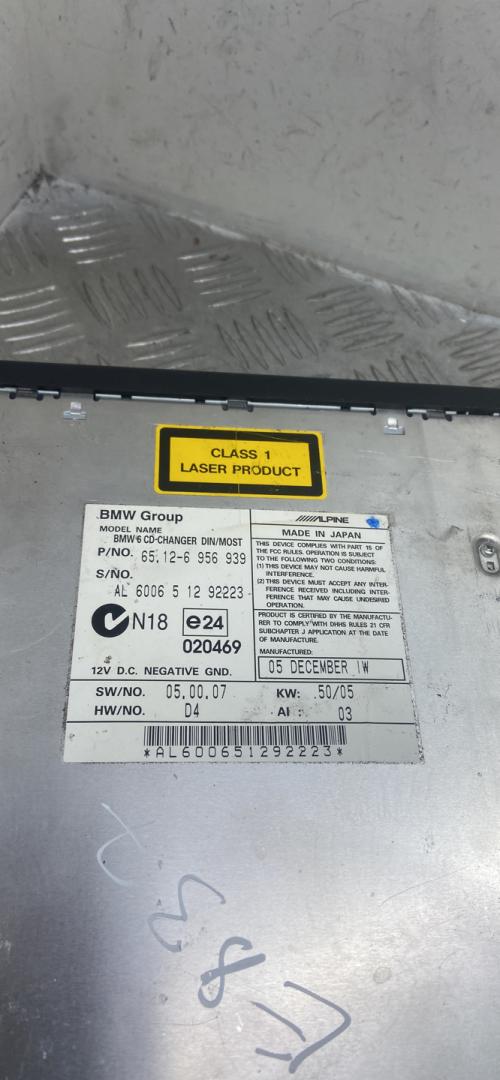 CLASS 1
LASER PRODUCT
BMW Group
MODEL NAME
BMW6 CD-CHANGER DIN/MOST
P/NO. 65.12-6 956 939
S/NO.
AL 6006 5 12 92223
N18 e24
020469
12V D.C. NEGATIVE GND.
ALPINE
MADE IN JAPAN
THIS DEVICE COMPLIES WITH PART 15 OF
THE FCC RULES. OPERATION IS SUBJECT
TO THE FOLLOWING TWO CONDITIONS:
(1) THIS DEVICE MAY NOT CAUSE HARMFUL
INTERFERENCE.
(2) THIS DEVICE MUST ACCEPT ANY INTER-
FERENCE RECEIVED INCLUDING INTER-
FERENCE THAT MAY CAUSE UNDESIRED
OPERATION.
PRODUCT IS CERTIFIED BY THE MANUFACTU-
RER TO COMPLY WITH DHHS RULES 21 CFR
SUBCHAPTER J APPLICATION AT THE DATE
OF MANUFACTURE.
MANUFACTURED:
05 DECEMBER IW
SW/NO. 05.00.07 KW: 50/05
HW/NO. D4 AI : 03
*AL600651292223*
E83